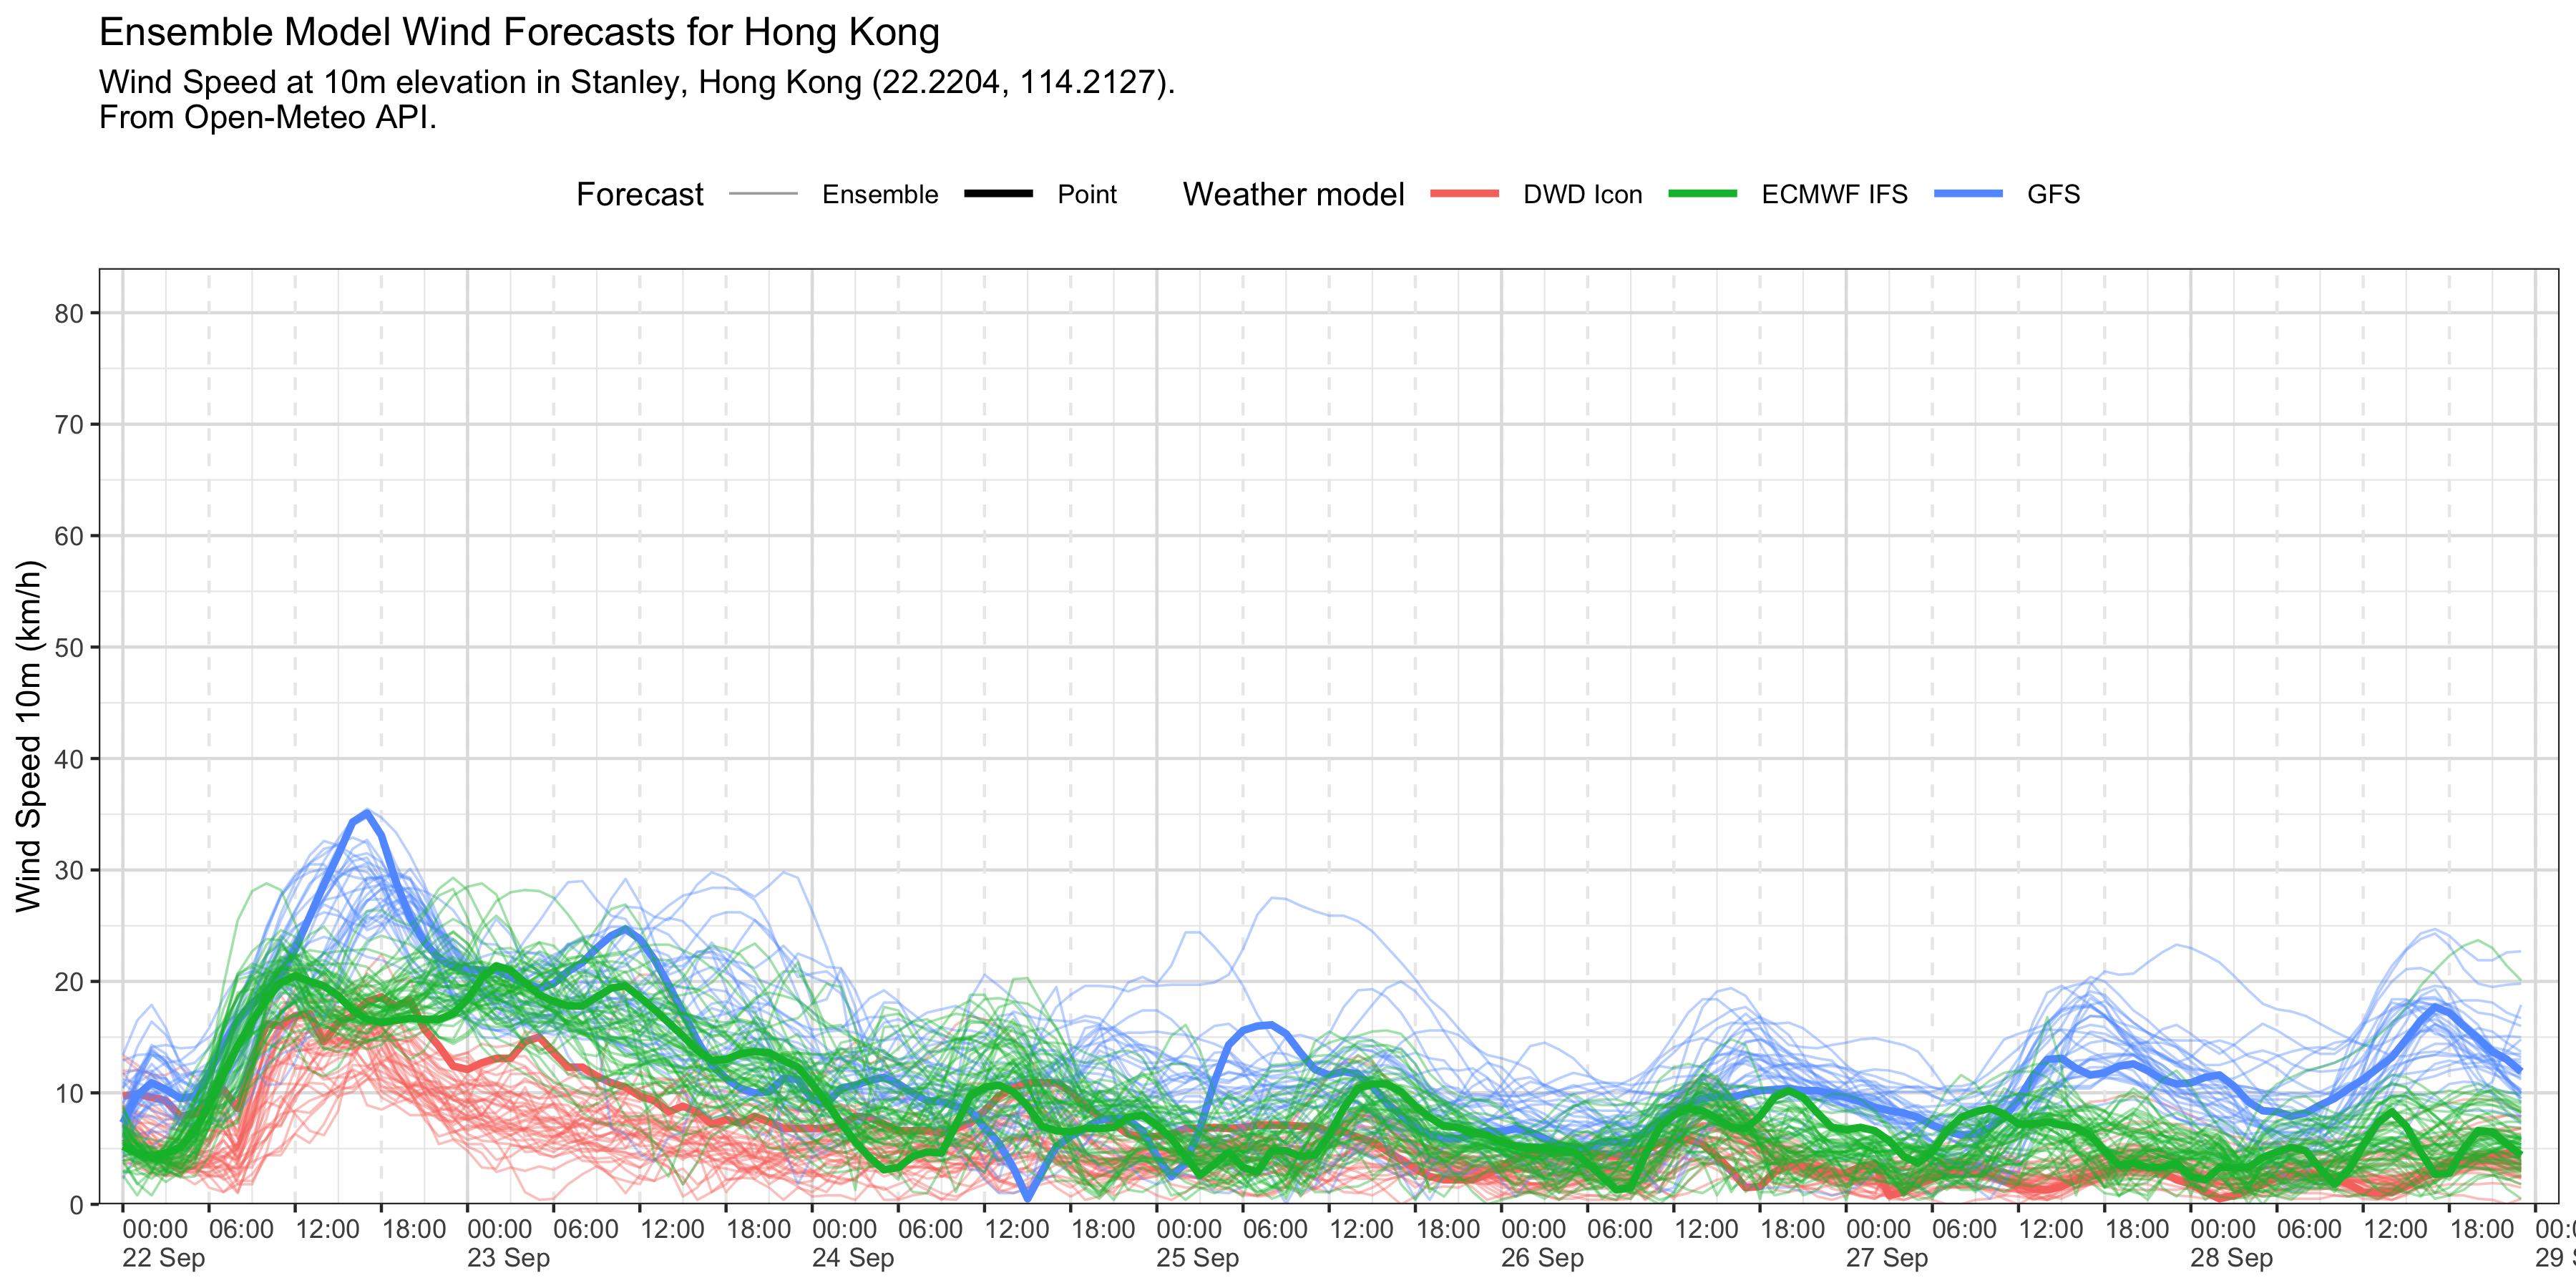 Ensemble Model Wind Forecasts for Hong Kong
Wind Speed at 10m elevation in Stanley, Hong Kong (22.2204, 114.2127).
From Open-Meteo API.
Forecast Ensemble Point Weather model DWD Icon ECMWF IFS GFS
Wind Speed 10m (km/h)
80
70
60
50
40
30
20
10
0
00:00 06:00 12:00 18:00 00:00 06:00 12:00 18:00 00:00 06:00 12:00 18:00 00:00 06:00 12:00 18:00 00:00 06:00 12:00 18:00 00:00 06:00 12:00 18:00 00:00 06:00 12:00 18:00
22 Sep 23 Sep 24 Sep 25 Sep 26 Sep 27 Sep 28 Sep 29